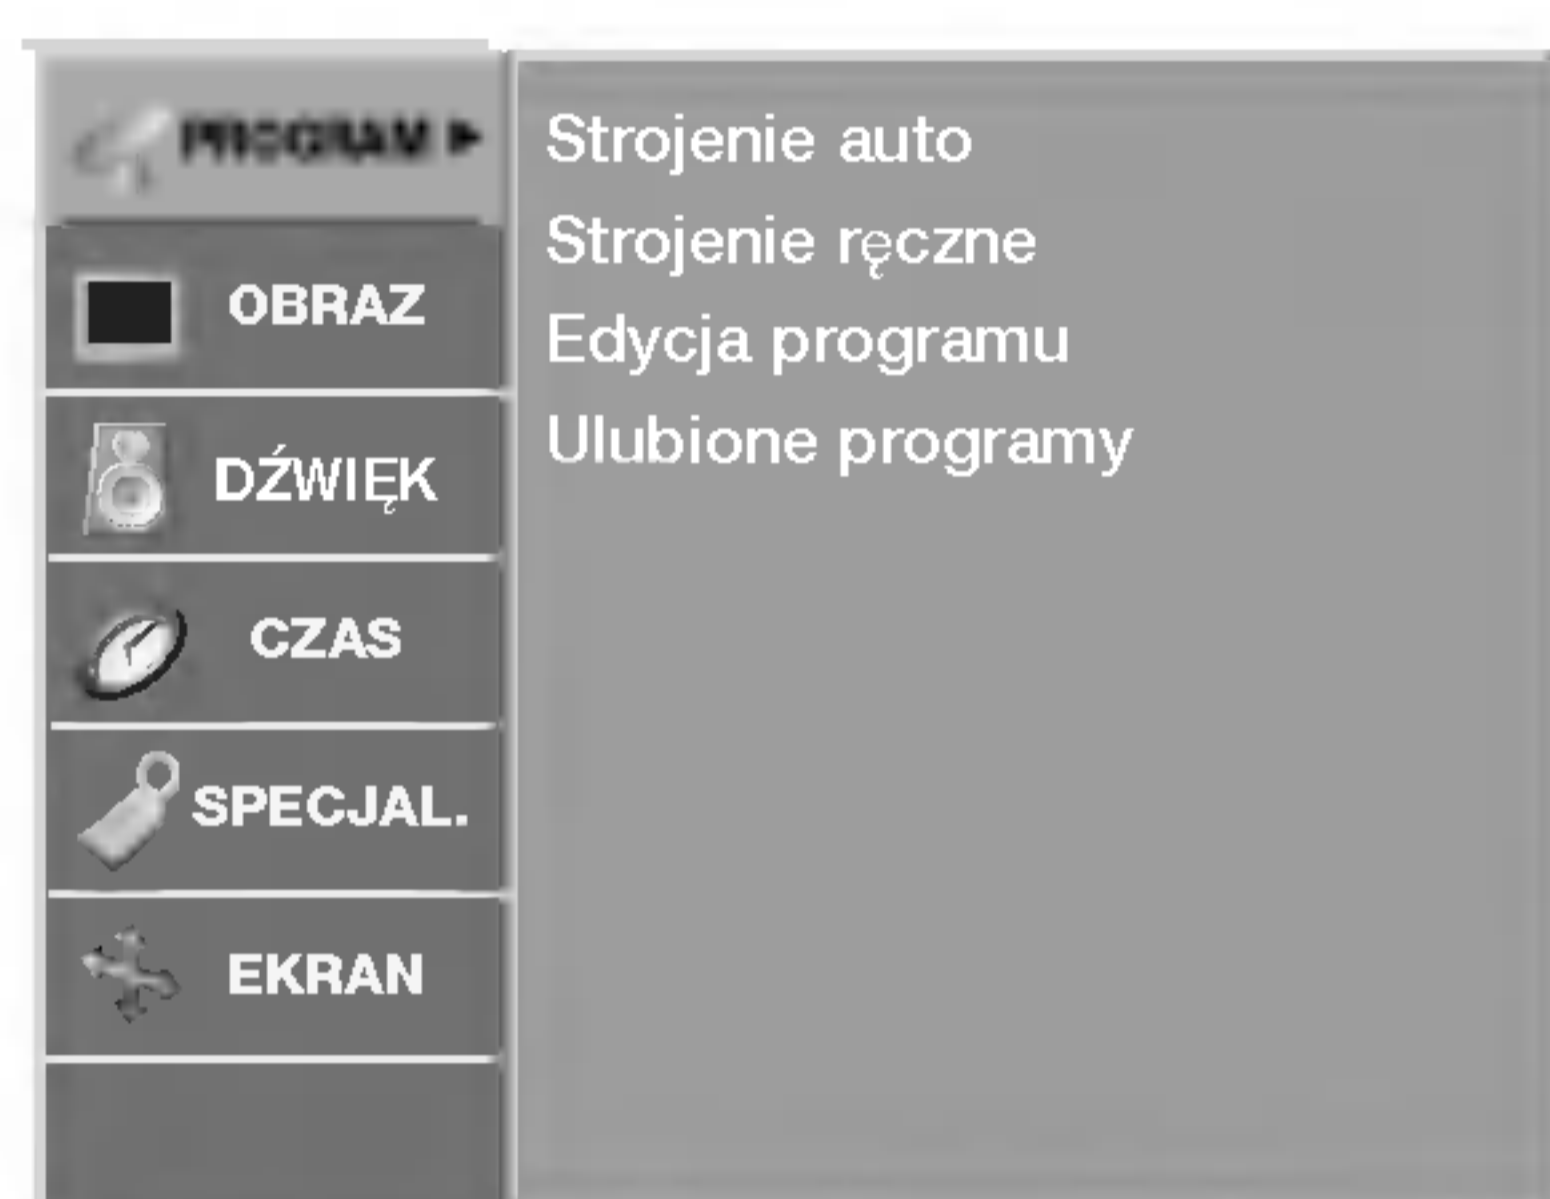 PROGRAM
OBRAZ
DŹWIĘK
CZAS
SPECJAL.
EKRAN
Strojenie auto
Strojenie ręczne
Edycja programu
Ulubione programy